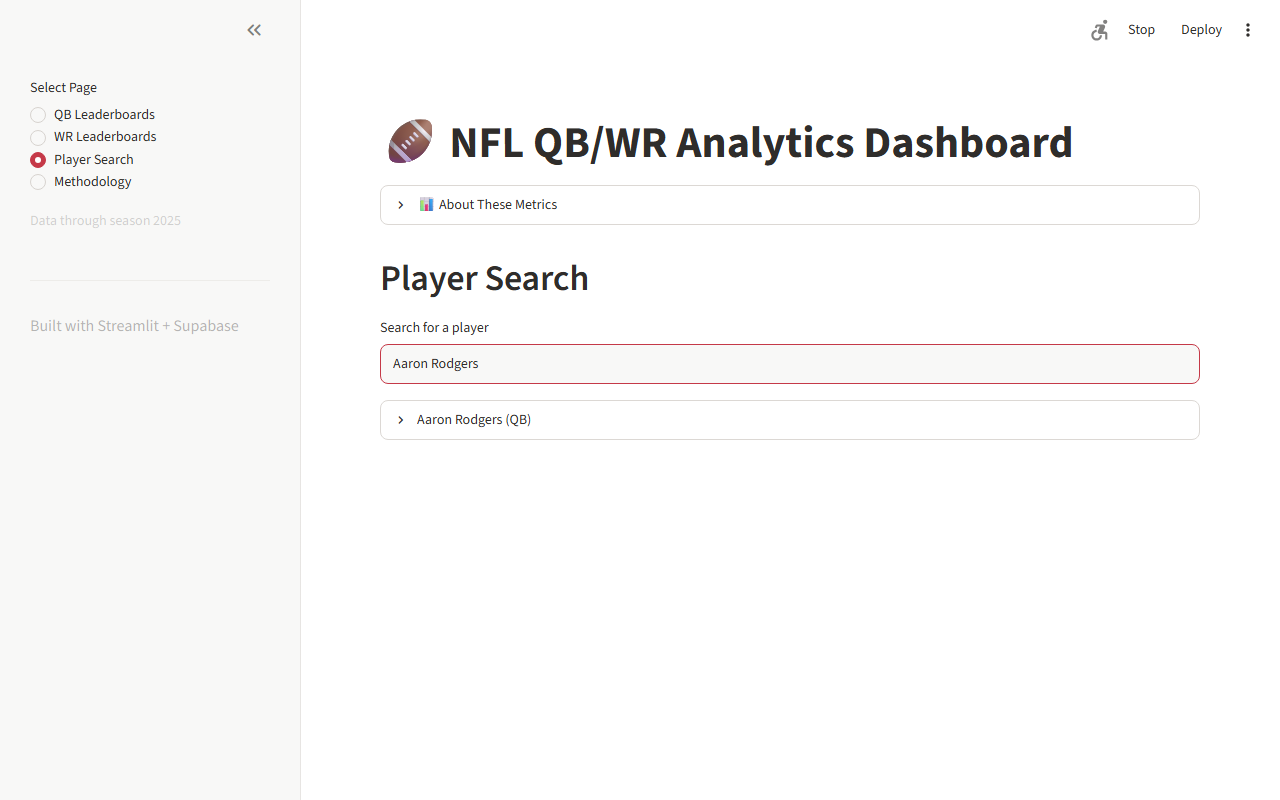 Select Page
QB Leaderboards
WR Leaderboards
Player Search
Methodology
Data through season 2025
Built with Streamlit + Supabase
Stop
Deploy
NFL QB/WR Analytics Dashboard
About These Metrics
Player Search
Search for a player
Aaron Rodgers
Aaron Rodgers (QB)